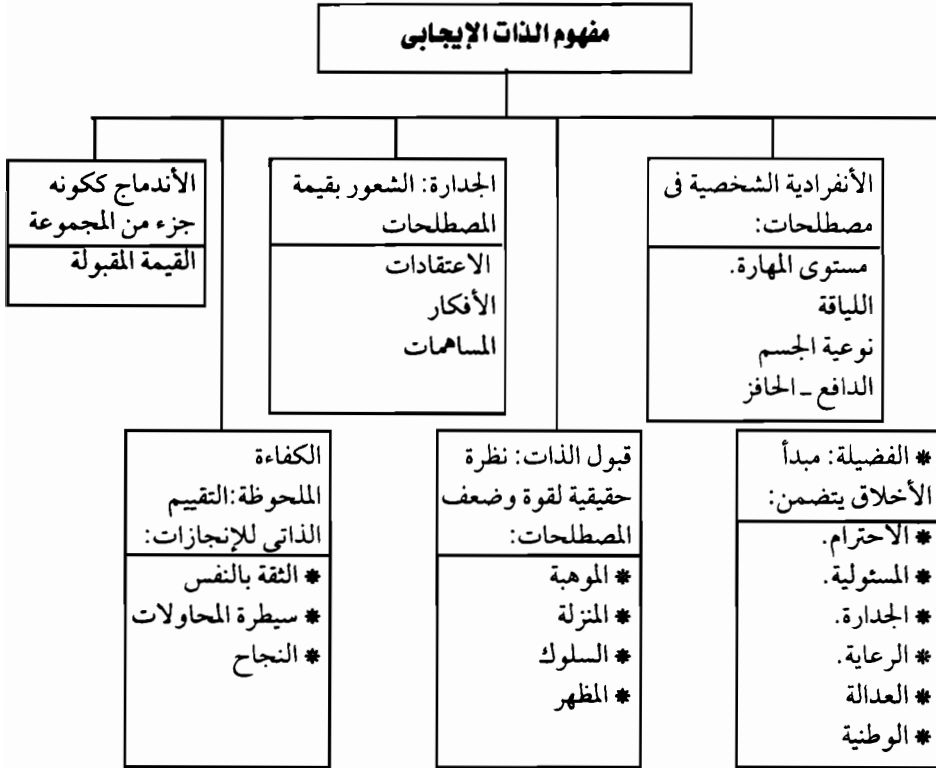 مفهوم الذات الإيجابى
الأنفرادية الشخصية فى
مصطلحات:
مستوى المهارة.
اللياقة
نوعية الجسم
الدافع ــ الحافز
الجدارة: الشعور بقيمة
المصطلحات
الاعتقادات
الأفكار
المساهمات
الأندماج ككونه
جزء من المجموعة
القيمة المقبولة
* الفضيلة: مبدأ
الأخلاق يتضمن:
* الاحترام.
* المسئولية.
* الجدارة.
* الرعاية.
* العدالة
* الوطنية
قبول الذات: نظرة
حقيقية لقوة وضعف
المصطلحات:
* الموهبة
* المنزلة
* السلوك
* المظهر
الكفاءة
الملحوظة:التقييم
الذاتى للإنجازات:
* الثقة بالنفس
* سيطرة المحاولات
* النجاح